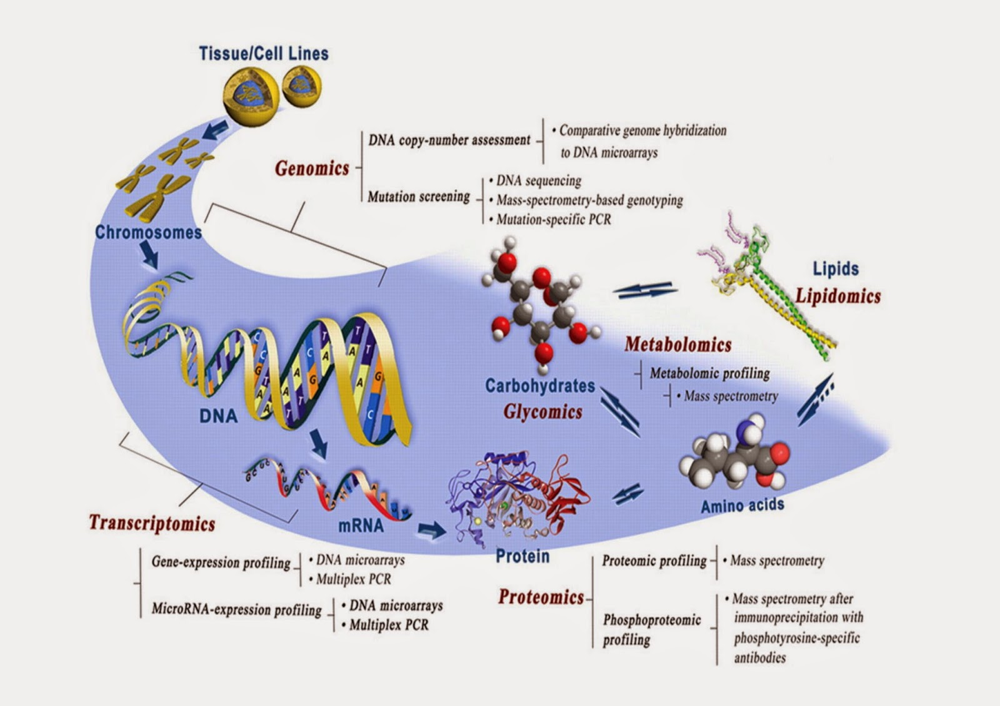 Tissue/Cell Lines
Genomics
DNA copy-number assessment
• Comparative genome hybridization
to DNA microarrays
Mutation screening
• DNA sequencing
• Mass-spectrometry-based genotyping
• Mutation-specific PCR
Chromosomes
DNA
Lipids
Lipidomics
Carbohydrates
Glycomics
Metabolomics
Metabolomic profiling
• Mass spectrometry
Amino acids
mRNA
Protein
Transcriptomics
Gene-expression profiling
• DNA microarrays
• Multiplex PCR
MicroRNA-expression profiling
• DNA microarrays
• Multiplex PCR
Proteomics
Proteomic profiling
• Mass spectrometry
Phosphoproteomic
profiling
• Mass spectrometry after
immunoprecipitation with
phosphotyrosine-specific
antibodies